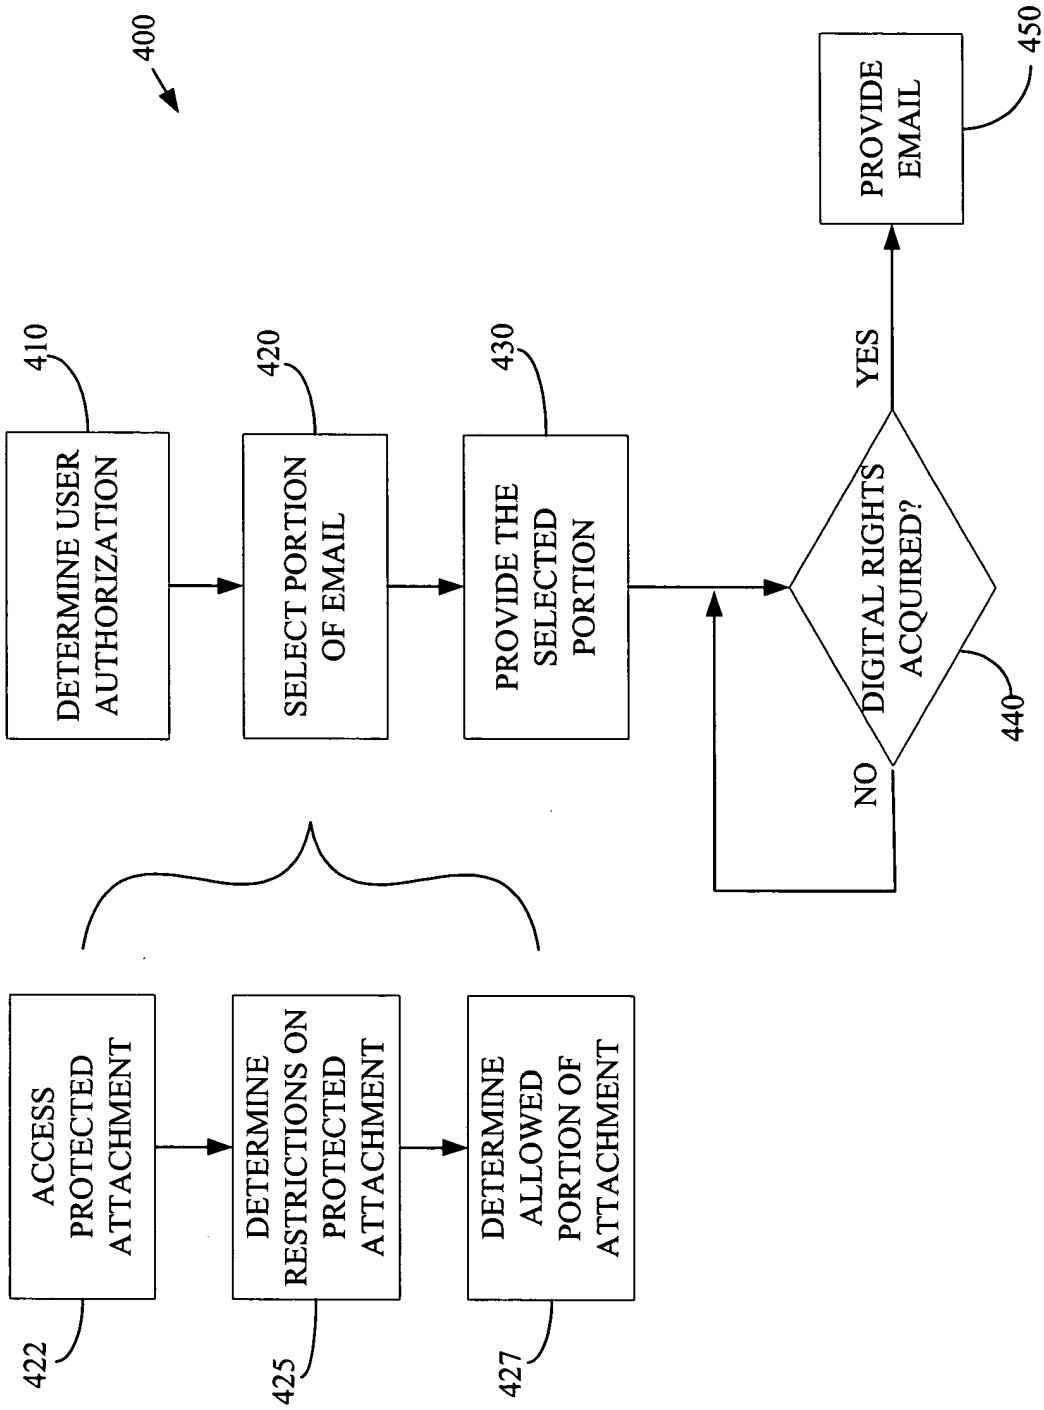 400
410
DETERMINE USER
AUTHORIZATION
420
SELECT PORTION
OF EMAIL
430
PROVIDE THE
SELECTED
PORTION
DIGITAL RIGHTS
ACQUIRED?
440
NO
YES
PROVIDE
EMAIL
450
422
ACCESS
PROTECTED
ATTACHMENT
425
DETERMINE
RESTRICTIONS ON
PROTECTED
ATTACHMENT
427
DETERMINE
ALLOWED
PORTION OF
ATTACHMENT